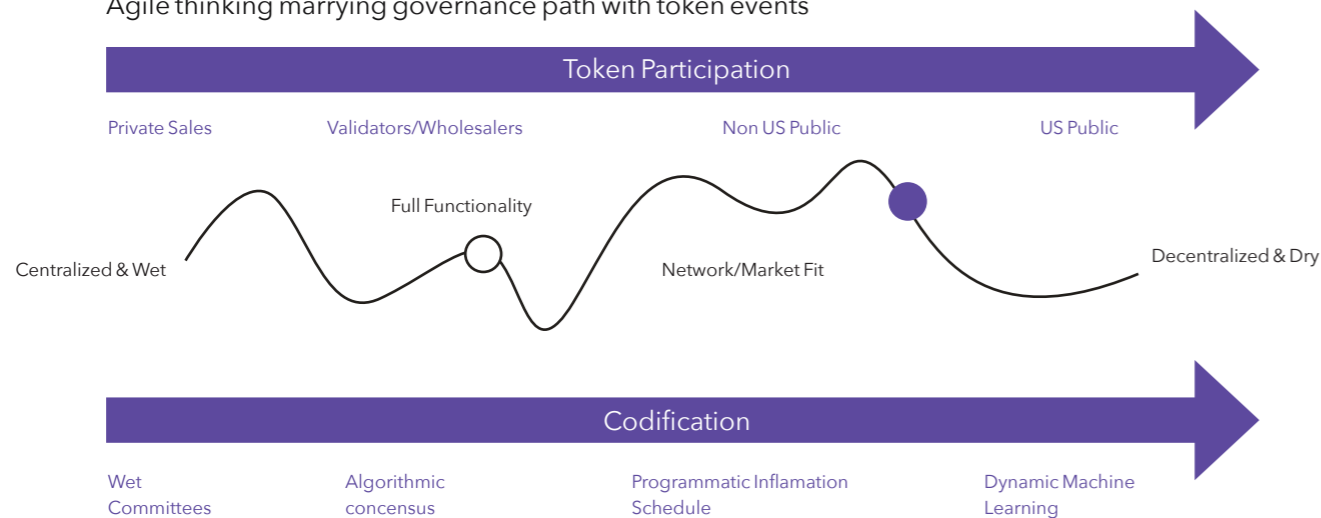 Agile thinking marrying governance path with token events
Token Participation
Private Sales
Validators/Wholesalers
Non US Public
US Public
Full Functionality
Centralized & Wet
Network/Market Fit
Decentralized & Dry
Codification
Wet
Committees
Algorithmic
concensus
Programmatic Inflamation
Schedule
Dynamic Machine
Learning